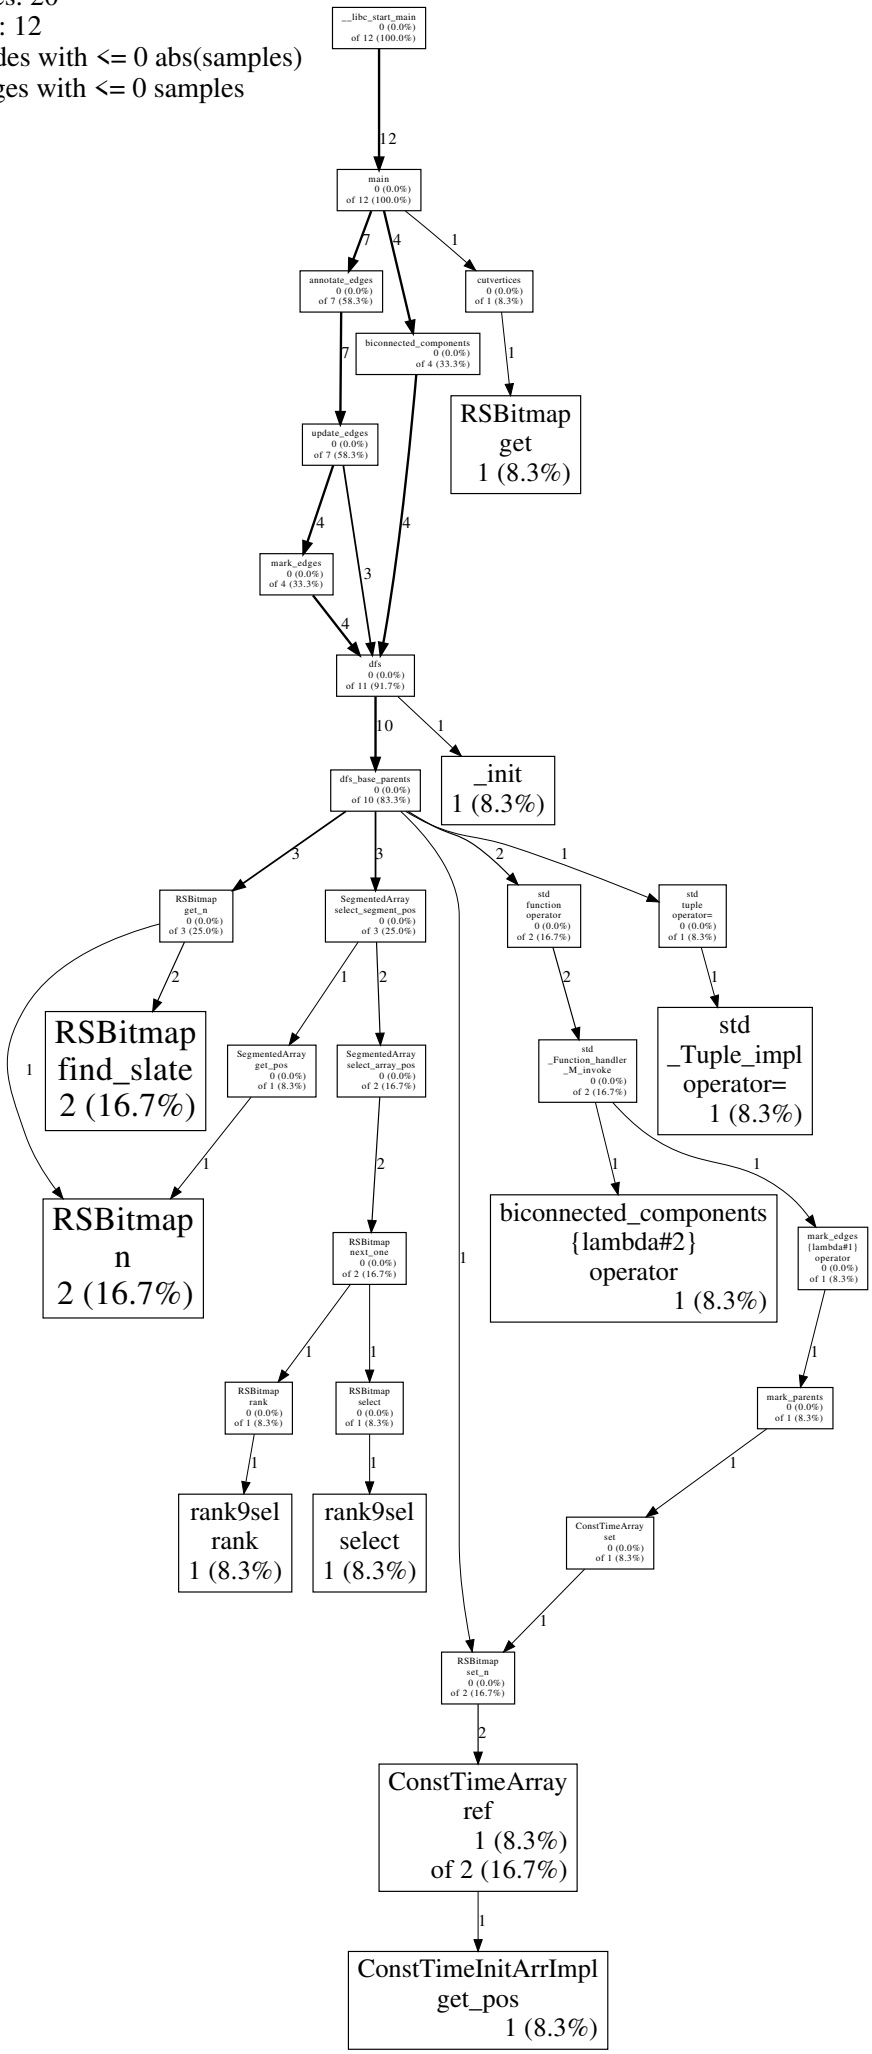 : 12
with <= 0 abs(samples)
with <= 0 samples
__libc_start_main
0 (0.0%)
of 12 (100.0%)
12
main
0 (0.0%)
of 12 (100.0%)
7
4
1
annotate_edges
0 (0.0%)
of 7 (58.3%)
cutvertices
0 (0.0%)
of 1 (8.3%)
7
biconnected_components
0 (0.0%)
of 4 (33.3%)
1
RSBitmap
get
1 (8.3%)
update_edges
0 (0.0%)
of 7 (58.3%)
4
4
3
mark_edges
0 (0.0%)
of 4 (33.3%)
4
dfs
0 (0.0%)
of 11 (91.7%)
10
1
_init
1 (8.3%)
dfs_base_parents
0 (0.0%)
of 10 (83.3%)
3
3
2
1
RSBitmap
get_n
0 (0.0%)
of 3 (25.0%)
SegmentedArray
select_segment_pos
0 (0.0%)
of 3 (25.0%)
std
function
operator
0 (0.0%)
of 2 (16.7%)
std
tuple
operator=
0 (0.0%)
of 1 (8.3%)
2
1
2
2
1
RSBitmap
find_slate
2 (16.7%)
SegmentedArray
get_pos
0 (0.0%)
of 1 (8.3%)
SegmentedArray
select_array_pos
0 (0.0%)
of 2 (16.7%)
std
_Function_handler
_M_invoke
0 (0.0%)
of 2 (16.7%)
std
_Tuple_impl
operator=
1 (8.3%)
1
1
2
1
1
RSBitmap
n
2 (16.7%)
RSBitmap
next_one
0 (0.0%)
of 2 (16.7%)
1
biconnected_components
{lambda#2}
operator
1 (8.3%)
mark_edges
{lambda#1}
operator
0 (0.0%)
of 1 (8.3%)
1
1
1
RSBitmap
rank
0 (0.0%)
of 1 (8.3%)
RSBitmap
select
0 (0.0%)
of 1 (8.3%)
mark_parents
0 (0.0%)
of 1 (8.3%)
1
1
1
rank9sel
rank
1 (8.3%)
rank9sel
select
1 (8.3%)
ConstTimeArray
set
0 (0.0%)
of 1 (8.3%)
1
RSBitmap
set_n
0 (0.0%)
of 2 (16.7%)
2
ConstTimeArray
ref
1 (8.3%)
of 2 (16.7%)
1
ConstTimeInitArrImpl
get_pos
1 (8.3%)